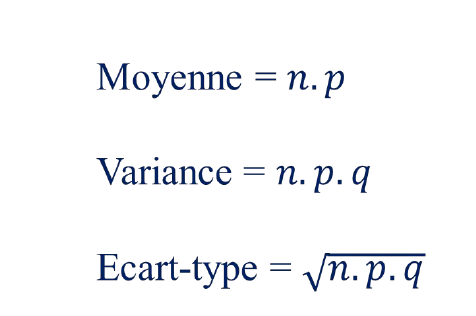 Moyenne = n.p
Variance = n.p.q
Ecart-type = √n.p.q